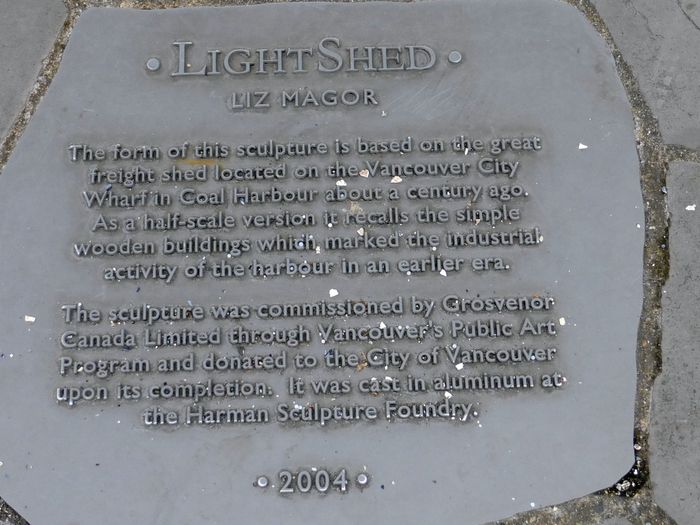 • LIGHTSHED •
LIZ MAGOR
The form of this sculpture is based on the great
freight shed located on the Vancouver City
Wharf in Coal Harbour about a century ago.
As a half-scale version it recalls the simple
wooden buildings which marked the industrial
activity of the harbour in an earlier era.
The sculpture was commissioned by Grosvenor
Canada Limited through Vancouver's Public Art
Program and donated to the City of Vancouver
upon its completion. It was cast in aluminum at
the Harman Sculpture Foundry.
• 2004 •